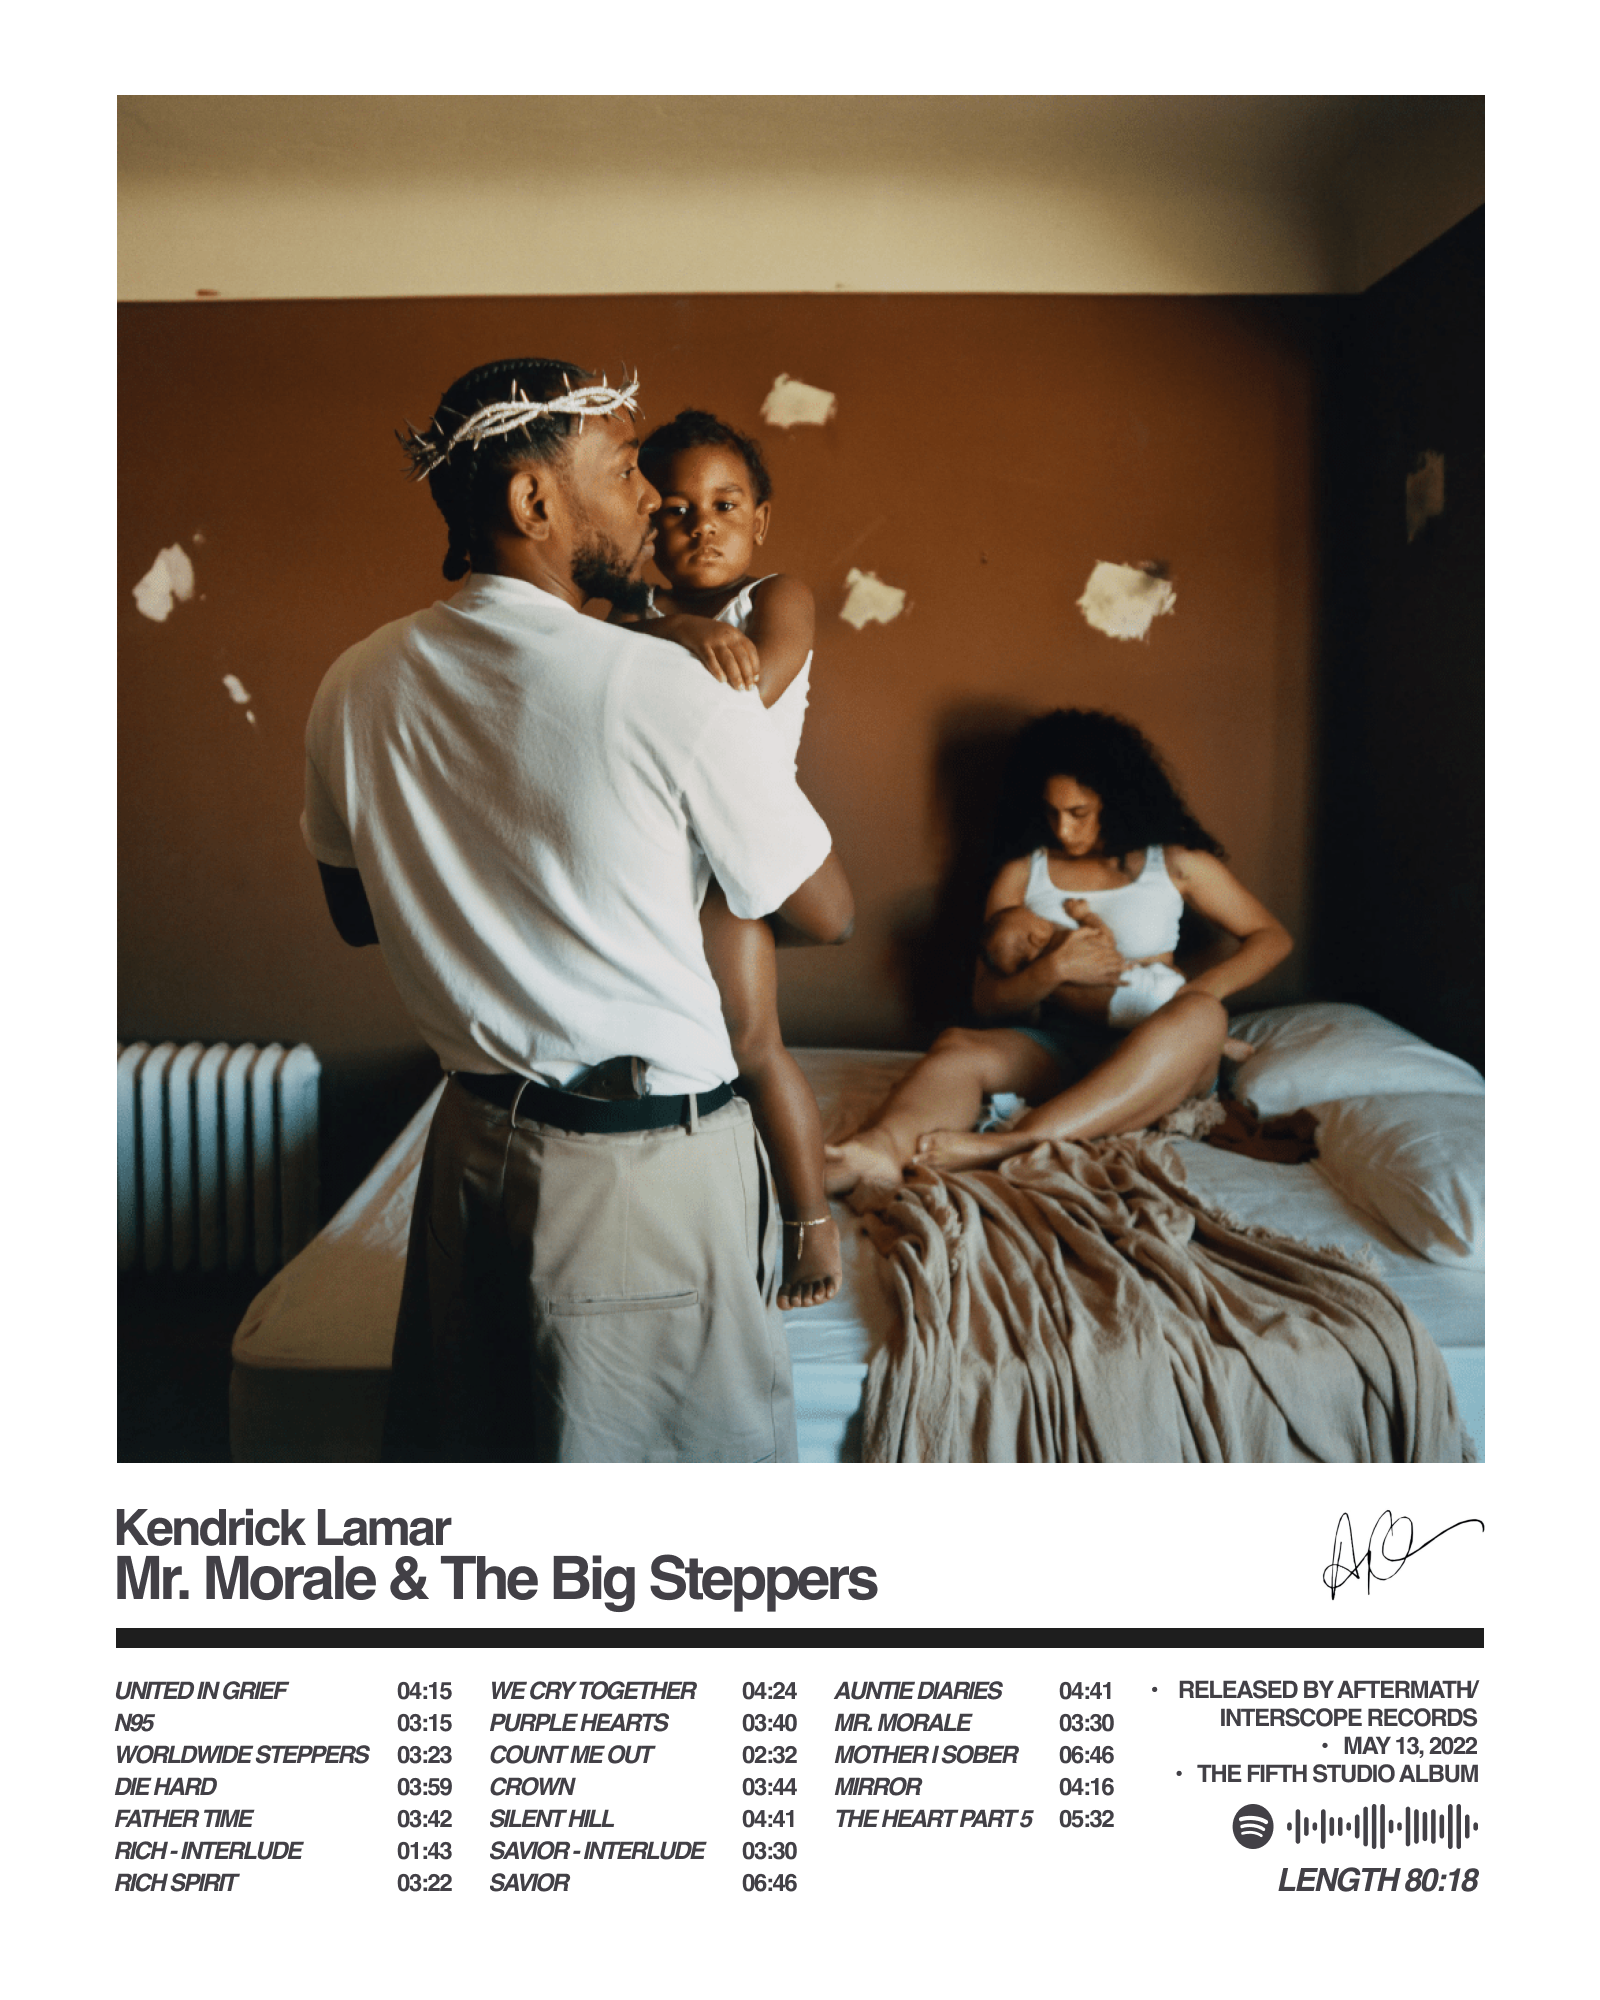 Kendrick Lamar
Mr. Morale & The Big Steppers
UNITED IN GRIEF 04:15
N95 03:15
WORLDWIDE STEPPERS 03:23
DIE HARD 03:59
FATHER TIME 03:42
RICH - INTERLUDE 01:43
RICH SPIRIT 03:22
WE CRY TOGETHER 04:24
PURPLE HEARTS 03:40
COUNT ME OUT 02:32
CROWN 03:44
SILENT HILL 04:41
SAVIOR - INTERLUDE 03:30
SAVIOR 06:46
AUNTIE DIARIES 04:41
MR. MORALE 03:30
MOTHER I SOBER 06:46
MIRROR 04:16
THE HEART PART 5 05:32
• RELEASED BY AFTERMATH/
INTERSCOPE RECORDS
• MAY 13, 2022
• THE FIFTH STUDIO ALBUM
LENGTH 80:18